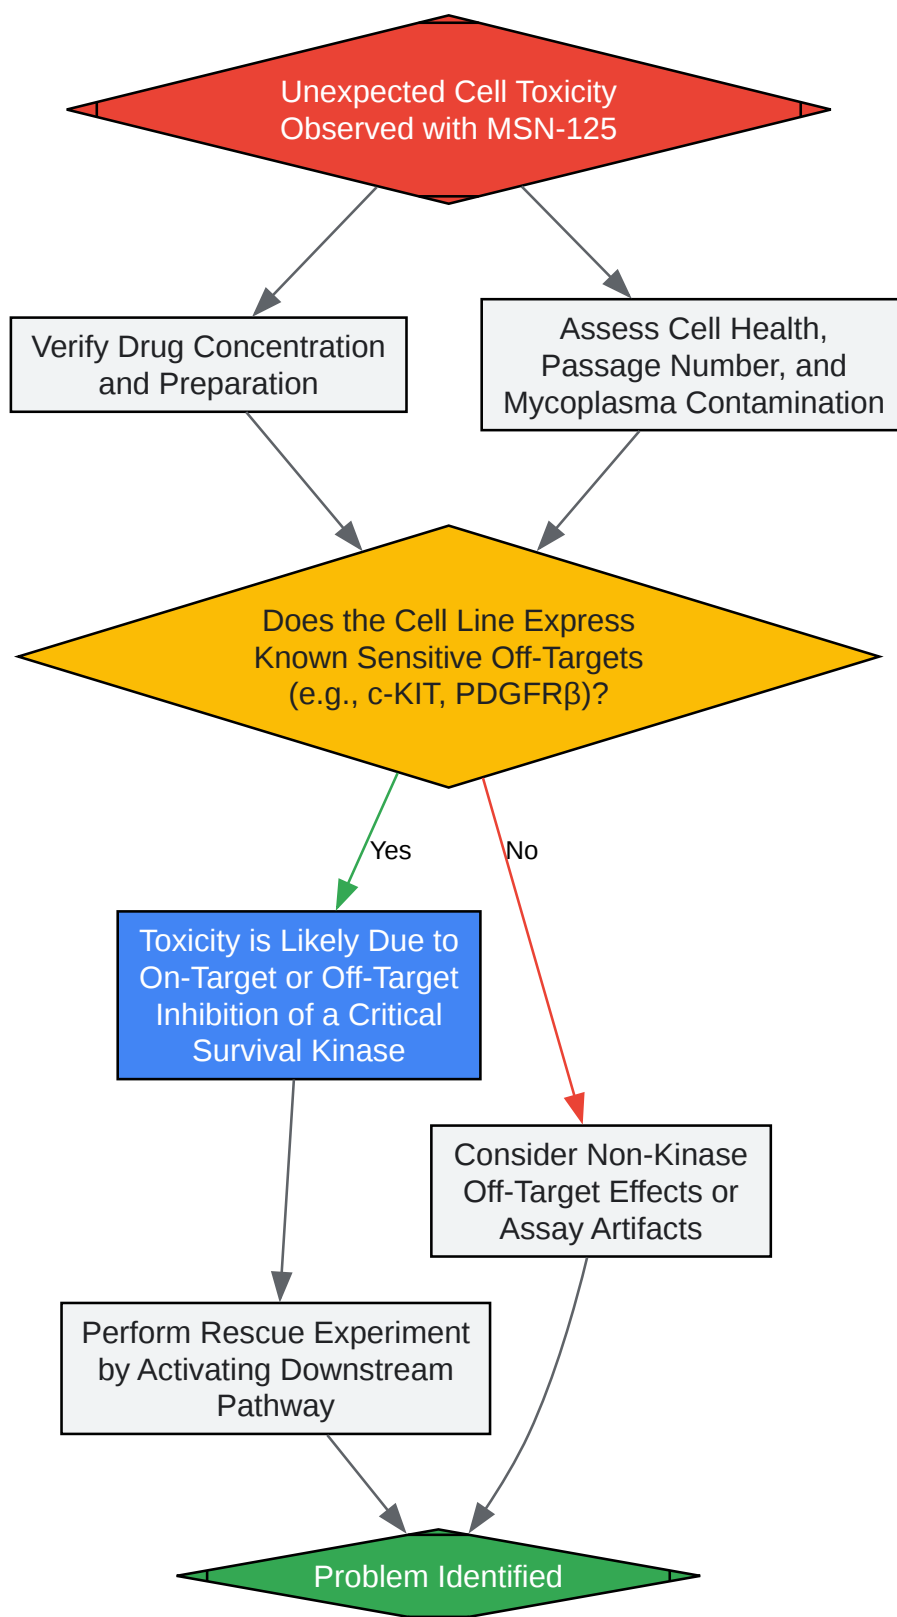 Unexpected Cell Toxicity
Observed with MSN-125
Verify Drug Concentration
and Preparation
Assess Cell Health,
Passage Number, and
Mycoplasma Contamination
Does the Cell Line Express
Known Sensitive Off-Targets
(e.g., c-KIT, PDGFRβ)?
Yes
No
Toxicity is Likely Due to
On-Target or Off-Target
Inhibition of a Critical
Survival Kinase
Consider Non-Kinase
Off-Target Effects or
Assay Artifacts
Perform Rescue Experiment
by Activating Downstream
Pathway
Problem Identified